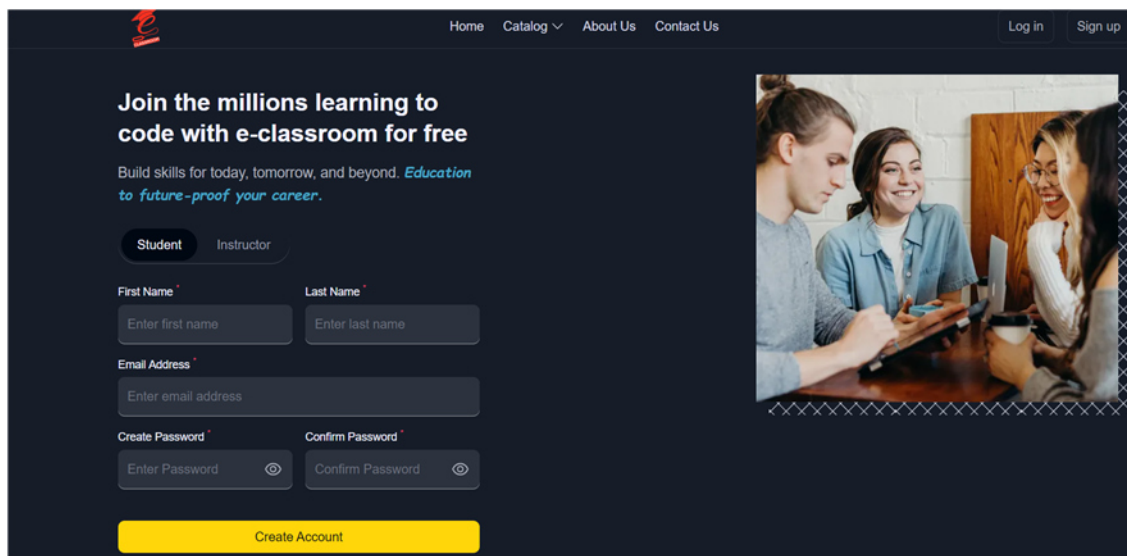 Home Catalog About Us Contact Us Log in Sign up
Join the millions learning to
code with e-classroom for free
Build skills for today, tomorrow, and beyond. Education
to future-proof your career.
Student Instructor
First Name * Last Name *
Enter first name Enter last name
Email Address *
Enter email address
Create Password * Confirm Password *
Enter Password Confirm Password
Create Account